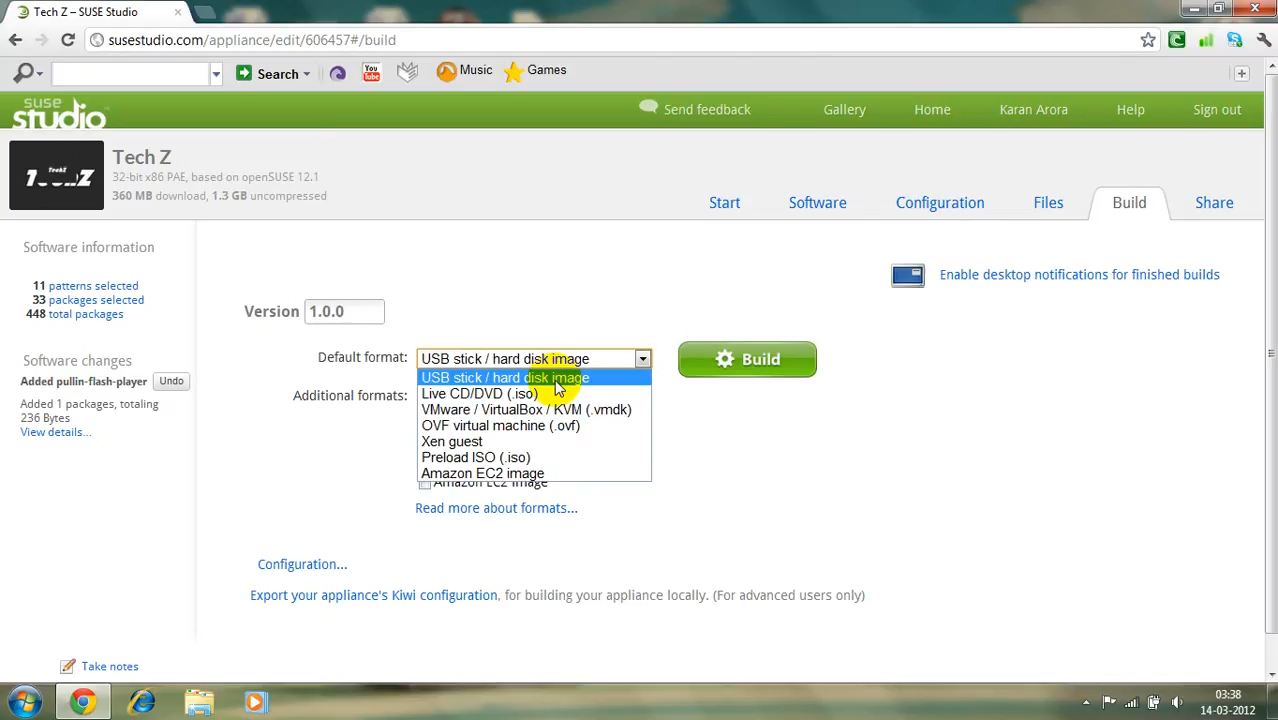 Tech Z – SUSE Studio
susestudio.com/appliance/edit/606457#/build
Search
You
Tube
Music
Games
suse
studio
Send feedback
Gallery
Home
Karan Arora
Help
Sign out
Tech Z
32-bit x86 PAE, based on openSUSE 12.1
360 MB download, 1.3 GB uncompressed
Start
Software
Configuration
Files
Build
Share
Software information
11 patterns selected
33 packages selected
448 total packages
Software changes
Added pullin-flash-player
Undo
Added 1 packages, totaling
236 Bytes
View details...
Enable desktop notifications for finished builds
Version 1.0.0
Default format: USB stick / hard disk image
Build
USB stick / hard disk image
Additional formats:
Live CD/DVD (.iso)
VMware / VirtualBox / KVM (.vmdk)
OVF virtual machine (.ovf)
Xen guest
Preload ISO (.iso)
Amazon EC2 image
Amazon EC2 image
Read more about formats...
Configuration...
Export your appliance's Kiwi configuration, for building your appliance locally. (For advanced users only)
Take notes
03:38
14-03-2012